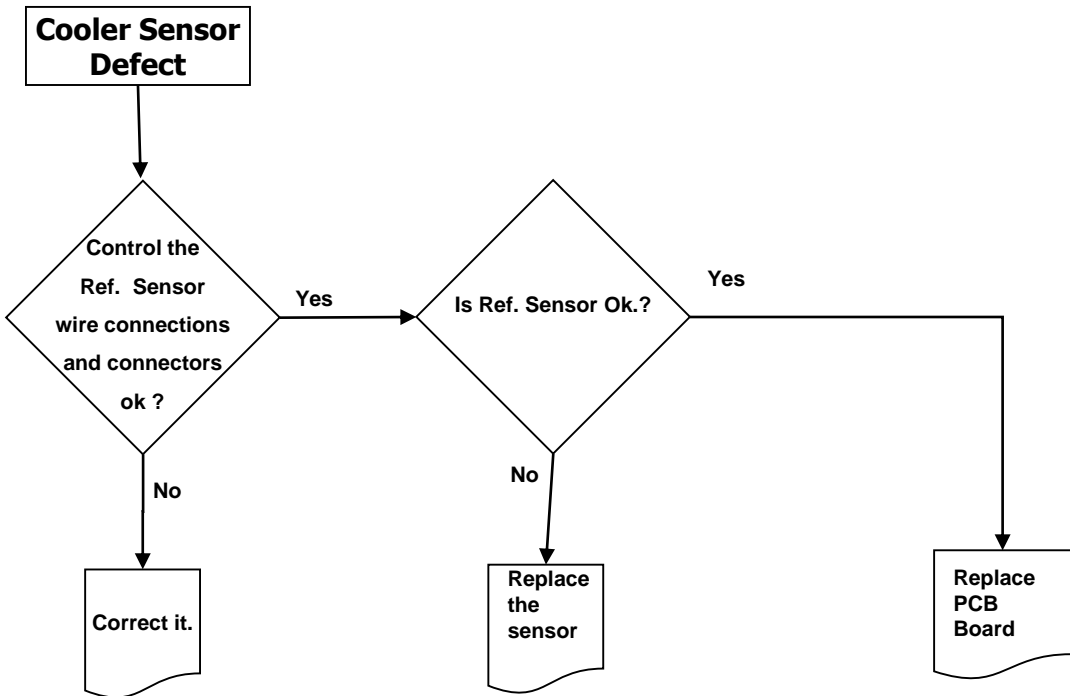 Cooler Sensor
Defect
Control the
Ref. Sensor
wire connections
and connectors
ok ?
Yes
Is Ref. Sensor Ok.?
Yes
No
No
Correct it.
Replace
the
sensor
Replace
PCB
Board